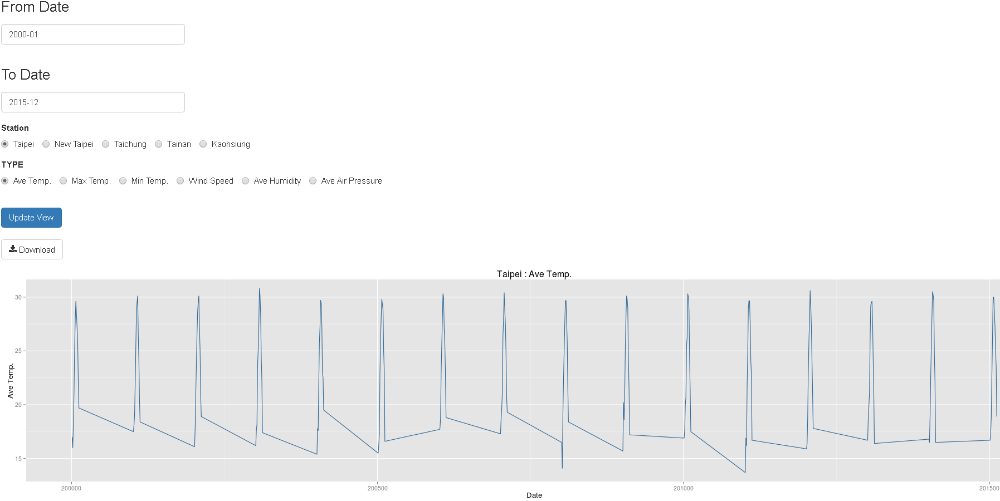 From Date
2000-01
To Date
2015-12
Station
Taipei New Taipei Taichung Tainan Kaohsiung
TYPE
Ave Temp. Max Temp. Min Temp. Wind Speed Ave Humidity Ave Air Pressure
Update View
Download
Taipei : Ave Temp.
30
25
20
15
Ave Temp.
200000 200500 201000 201500
Date